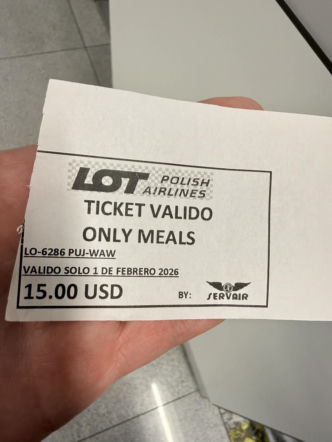 LOT POLISH
AIRLINES
TICKET VALIDO
ONLY MEALS
LO-6286 PUJ-WAW
VALIDO SOLO 1 DE FEBRERO 2026
15.00 USD BY: SERVAIR